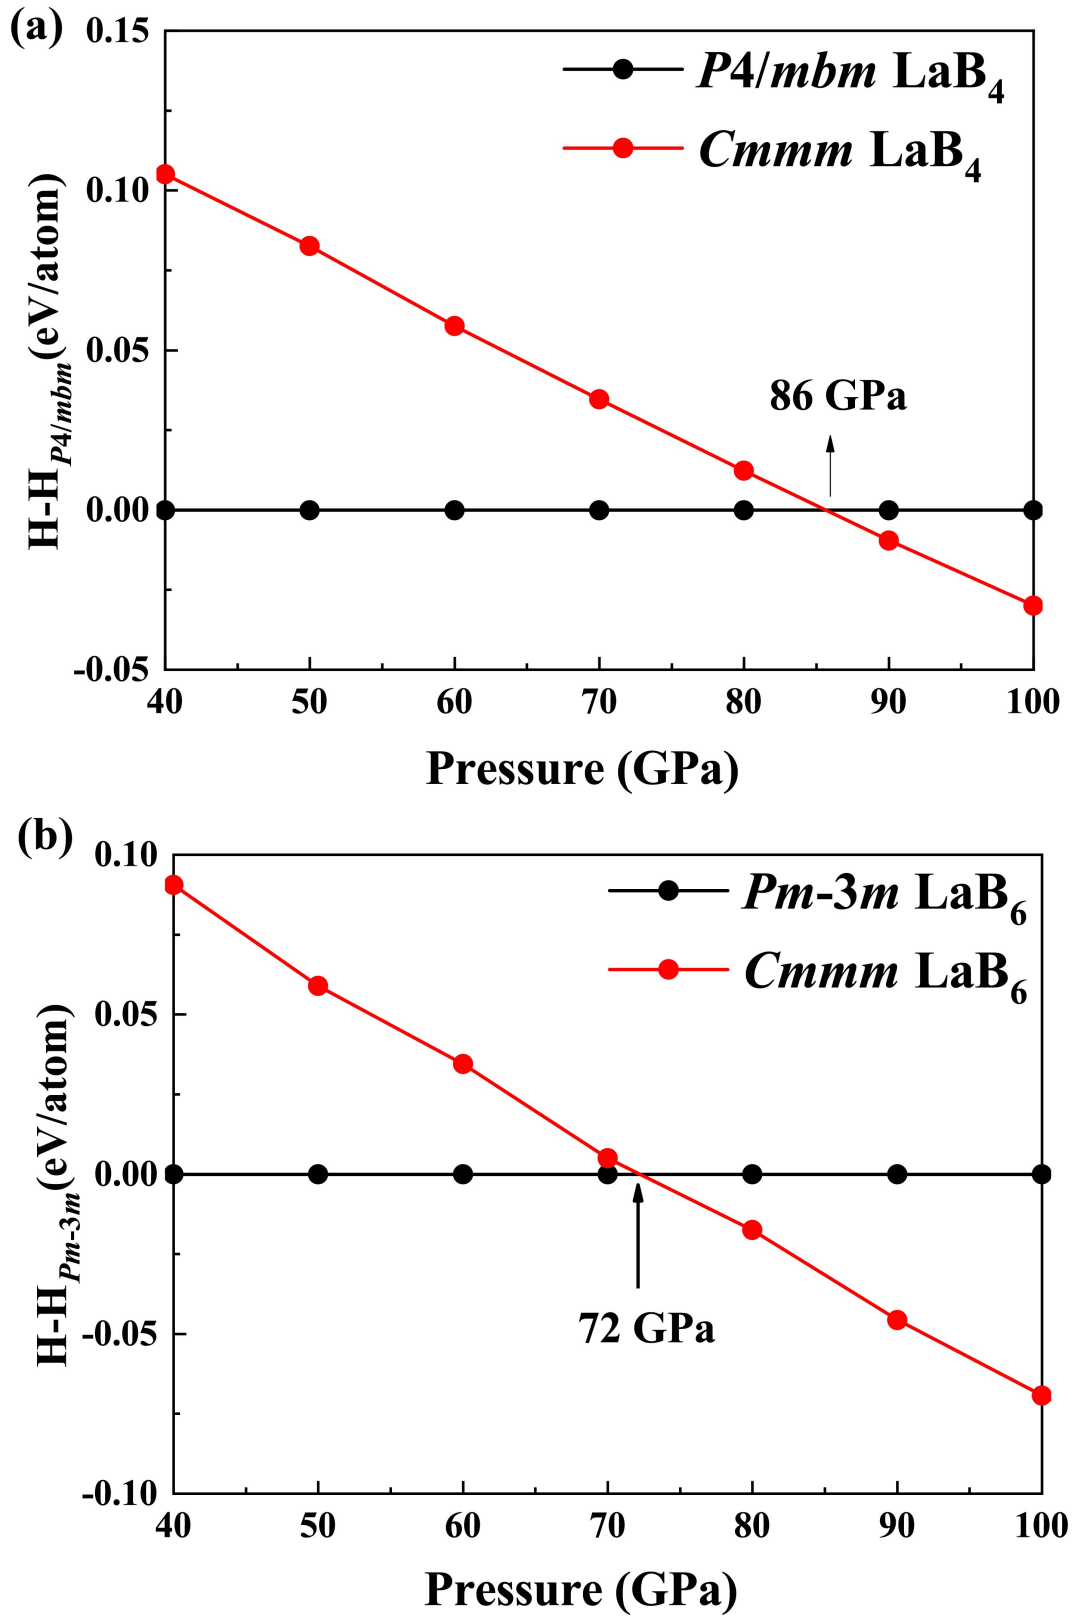 (a)
0.15
0.10
0.05
0.00
-0.05
H-H_P4/mbm(eV/atom)
P4/mbm LaB₄
Cmmm LaB₄
86 GPa
40 50 60 70 80 90 100
Pressure (GPa)
(b)
0.10
0.05
0.00
-0.05
-0.10
H-H_Pm-3m(eV/atom)
Pm-3m LaB₆
Cmmm LaB₆
72 GPa
40 50 60 70 80 90 100
Pressure (GPa)